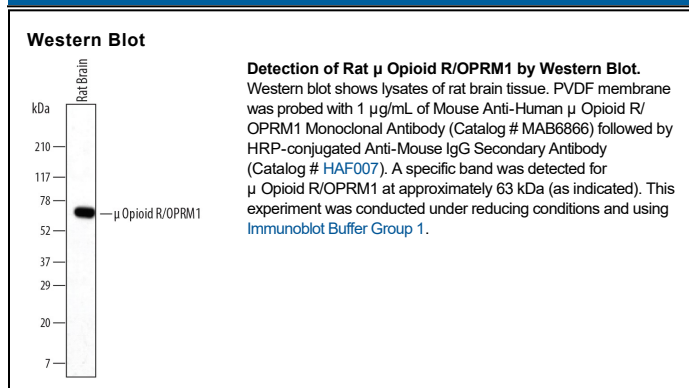 Western Blot
Rat Brain
kDa
210
117
78
52
37
29
20
7
μ Opioid R/OPRM1
Detection of Rat μ Opioid R/OPRM1 by Western Blot.
Western blot shows lysates of rat brain tissue. PVDF membrane
was probed with 1 μg/mL of Mouse Anti-Human μ Opioid R/
OPRM1 Monoclonal Antibody (Catalog # MAB6866) followed by
HRP-conjugated Anti-Mouse IgG Secondary Antibody
(Catalog # HAF007). A specific band was detected for
μ Opioid R/OPRM1 at approximately 63 kDa (as indicated). This
experiment was conducted under reducing conditions and using
Immunoblot Buffer Group 1.